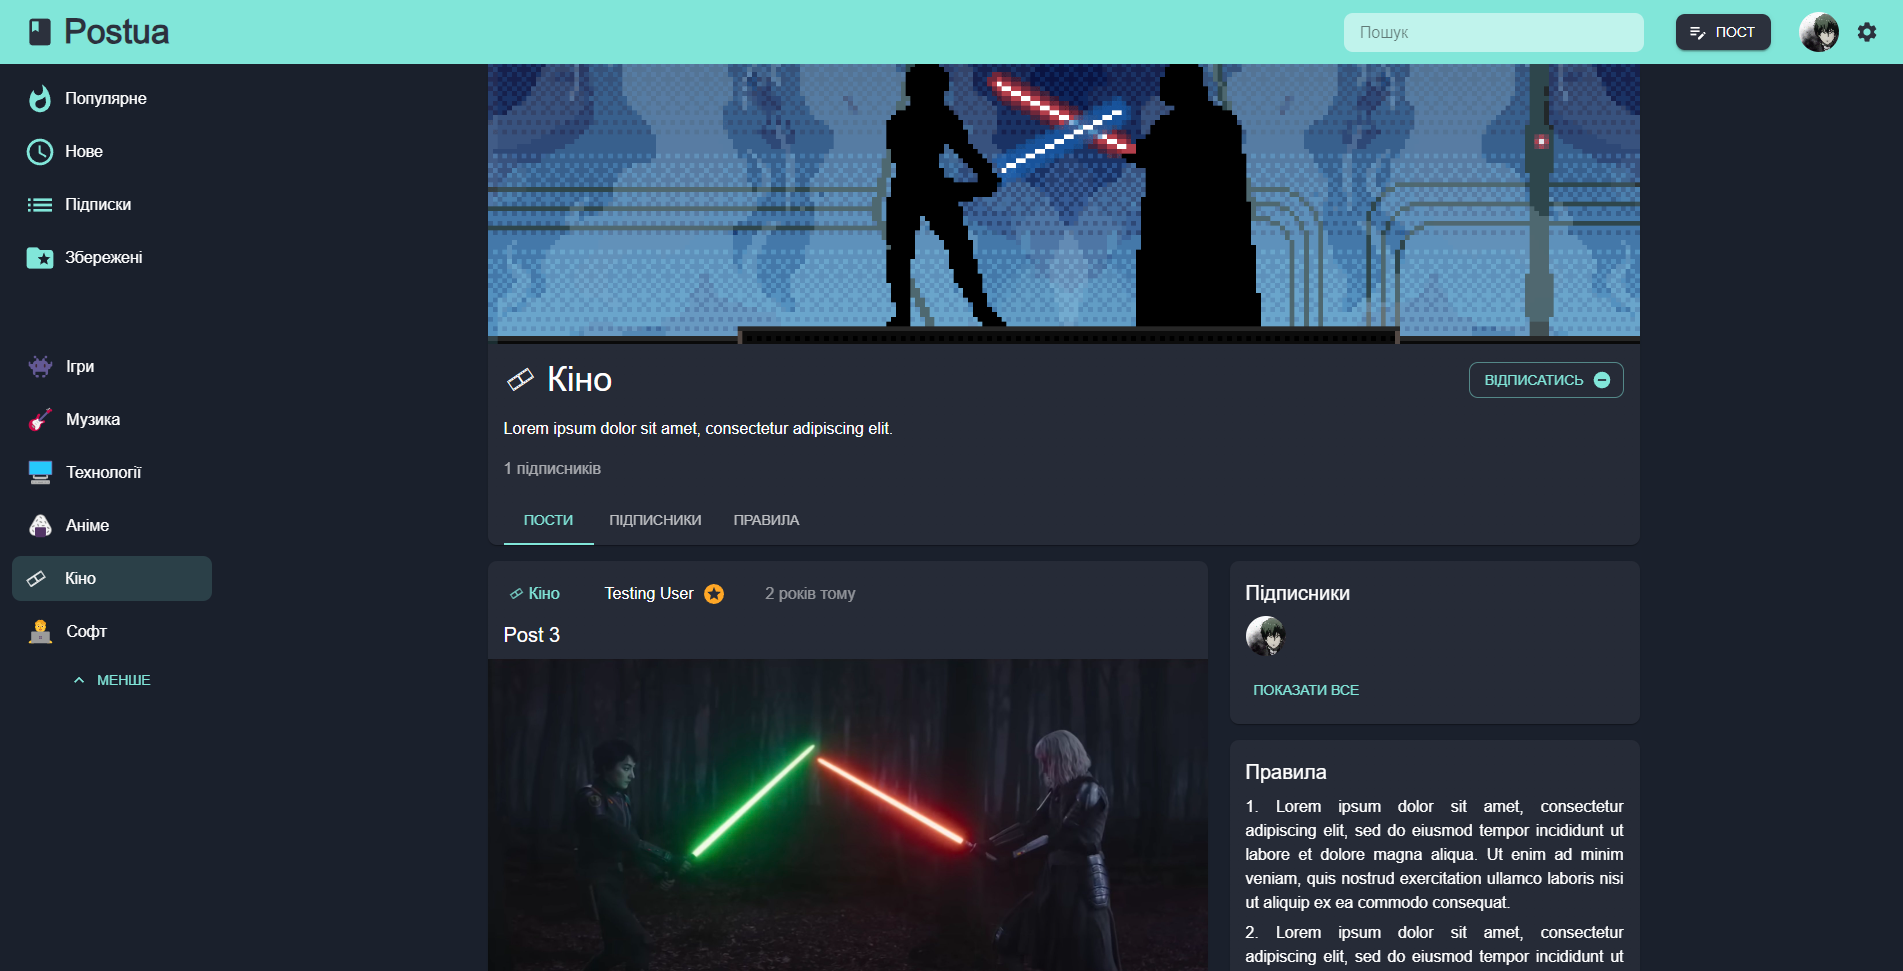 Postua
Пошук
ПОСТ
Популярне
Нове
Підписки
Збережені
Ігри
Музика
Технології
Аніме
Кіно
Софт
МЕНШЕ
Кіно
ВІДПИСАТИСЬ
Lorem ipsum dolor sit amet, consectetur adipiscing elit.
1 підписників
ПОСТИ ПІДПИСНИКИ ПРАВИЛА
Кіно Testing User 2 років тому
Post 3
Підписники
ПОКАЗАТИ ВСЕ
Правила
1. Lorem ipsum dolor sit amet, consectetur
adipiscing elit, sed do eiusmod tempor incididunt ut
labore et dolore magna aliqua. Ut enim ad minim
veniam, quis nostrud exercitation ullamco laboris nisi
ut aliquip ex ea commodo consequat.
2. Lorem ipsum dolor sit amet, consectetur
adipiscing elit, sed do eiusmod tempor incididunt ut